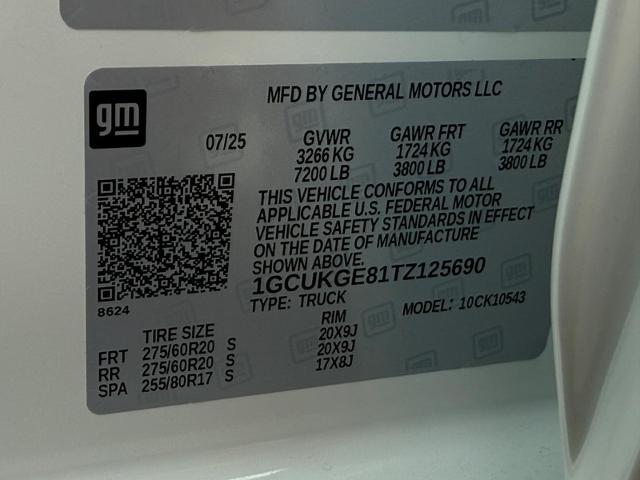 gm
MFD BY GENERAL MOTORS LLC
07/25 GVWR GAWR FRT GAWR RR
3266 KG 1724 KG 1724 KG
7200 LB 3800 LB 3800 LB
THIS VEHICLE CONFORMS TO ALL
APPLICABLE U.S. FEDERAL MOTOR
VEHICLE SAFETY STANDARDS IN EFFECT
ON THE DATE OF MANUFACTURE
SHOWN ABOVE.
1GCUKGE81TZ125690
8624
TYPE: TRUCK MODEL: 10CK10543
TIRE SIZE RIM
FRT 275/60R20 S 20X9J
RR 275/60R20 S 20X9J
SPA 255/80R17 S 17X8J